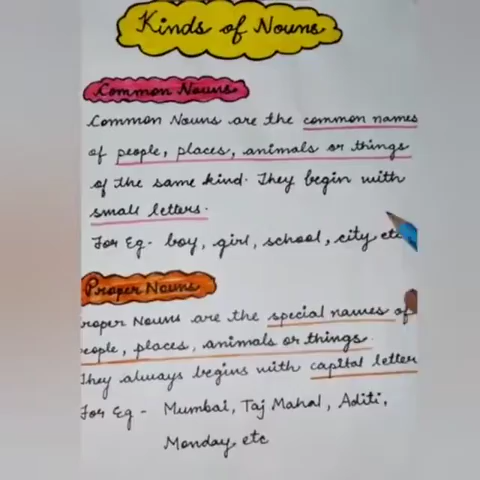 Kinds of Nouns
Common Nouns
Common Nouns are the common names
of people, places, animals or things
of the same kind. They begin with
small letters.
For Eg- boy, girl, school, city etc
Proper Nouns
roper Nouns are the special names of
eople, places, animals or things.
They always begins with capital letter
For Eg - Mumbai, Taj Mahal, Aditi,
Monday etc